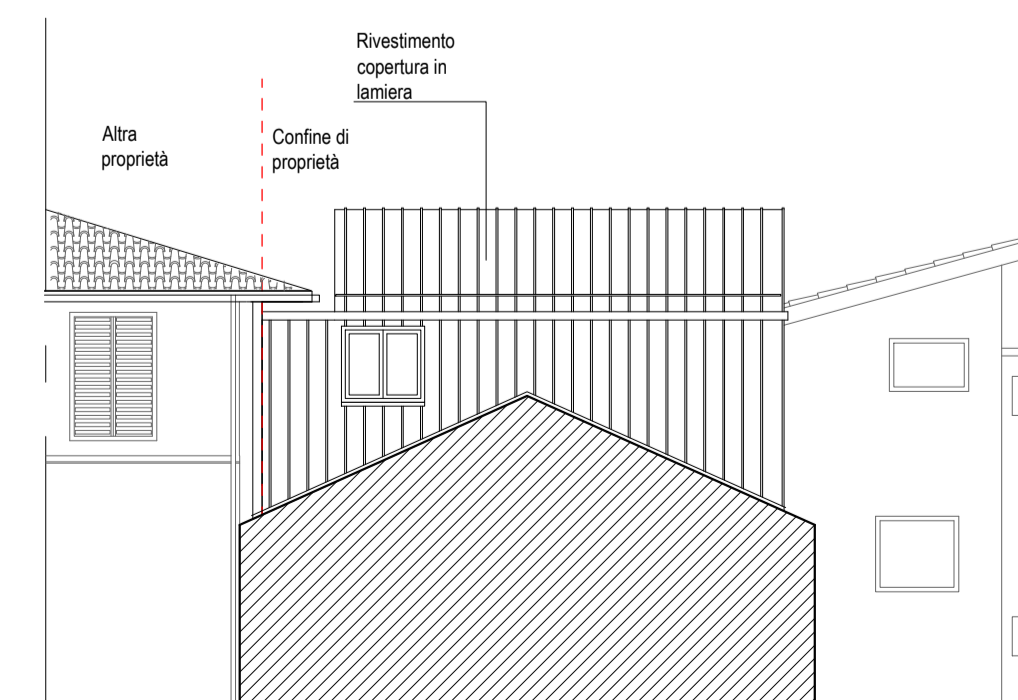 Rivestimento
copertura in
lamiera
Altra
proprietà
Confine di
proprietà